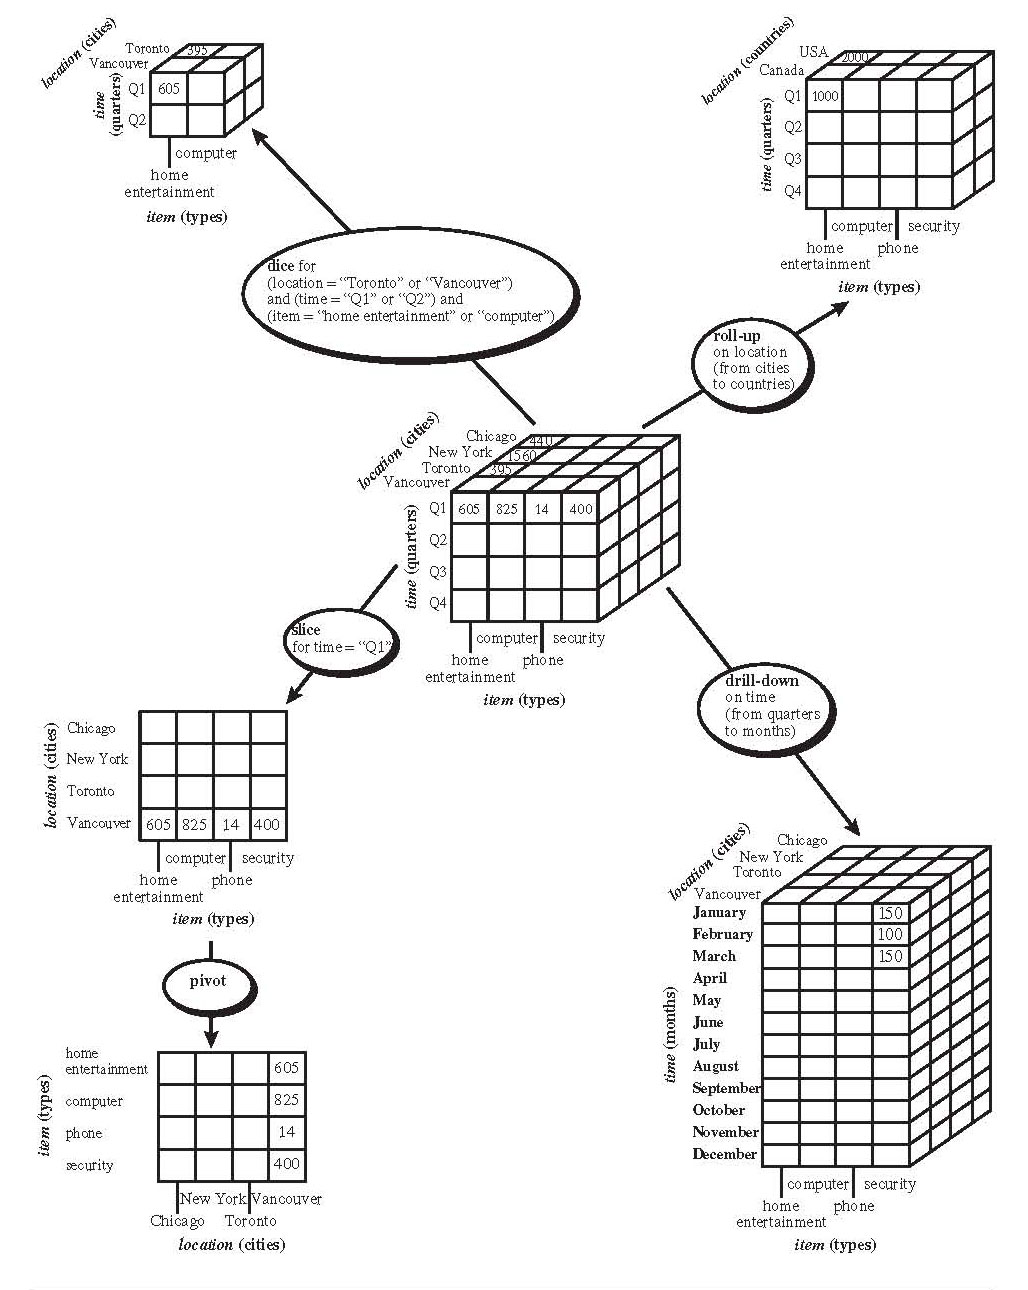 location (cities)
Toronto 395
Vancouver
time (quarters)
Q1 605
Q2
computer
home
entertainment
item (types)
location (countries)
USA 2000
Canada
time (quarters)
Q1 1000
Q2
Q3
Q4
computer security
home phone
entertainment
item (types)
dice for
(location = “Toronto” or “Vancouver”)
and (time = “Q1” or “Q2”) and
(item = “home entertainment” or “computer”)
roll-up
on location
(from cities
to countries)
location (cities)
Chicago 440
New York 1560
Toronto 395
Vancouver
time (quarters)
Q1 605 825 14 400
Q2
Q3
Q4
computer security
home phone
entertainment
item (types)
slice
for time = “Q1”
drill-down
on time
(from quarters
to months)
location (cities)
Chicago
New York
Toronto
Vancouver 605 825 14 400
computer security
home phone
entertainment
item (types)
pivot
item (types)
home
entertainment 605
computer 825
phone 14
security 400
New York Vancouver
Chicago Toronto
location (cities)
location (cities)
Chicago
New York
Toronto
Vancouver
time (months)
January 150
February 100
March 150
April
May
June
July
August
September
October
November
December
computer security
home phone
entertainment
item (types)